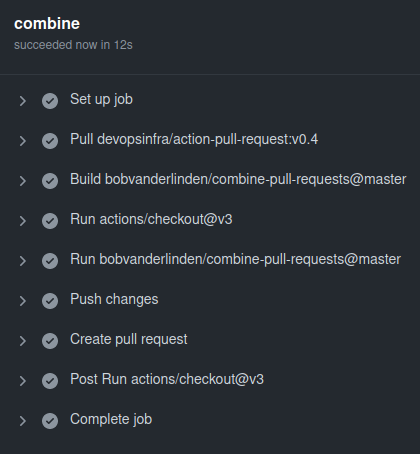 combine
succeeded now in 12s
Set up job
Pull devopsinfra/action-pull-request:v0.4
Build bobvanderlinden/combine-pull-requests@master
Run actions/checkout@v3
Run bobvanderlinden/combine-pull-requests@master
Push changes
Create pull request
Post Run actions/checkout@v3
Complete job